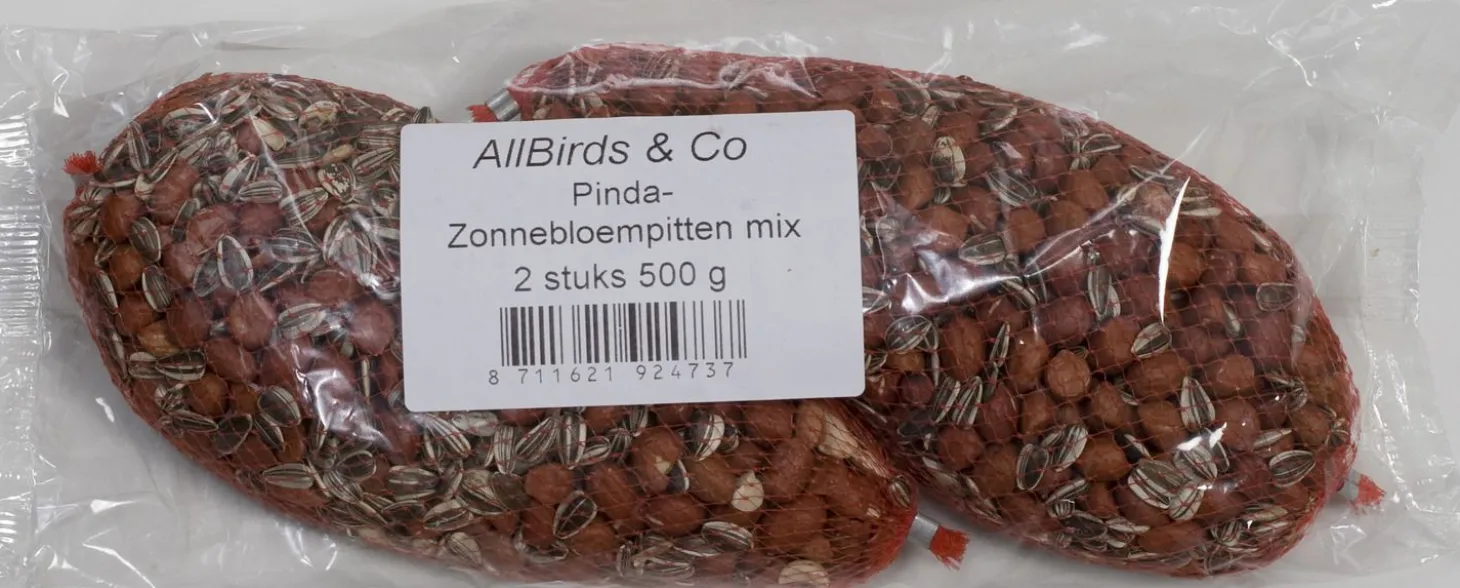 AllBirds & Co
Pinda-
Zonnebloempitten mix
2 stuks 500 g
8 711621 924737